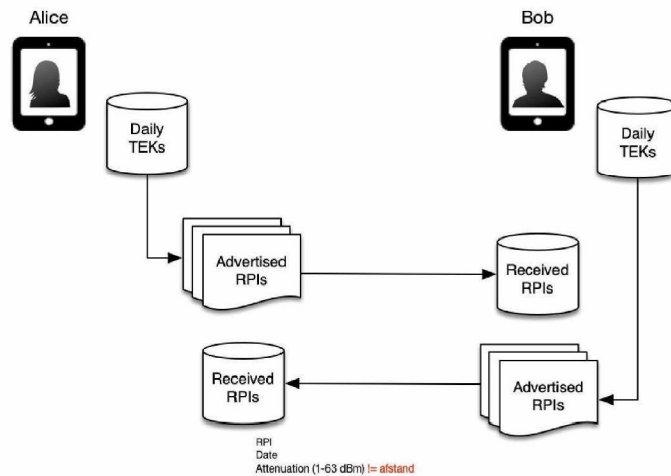 Alice
Bob
Daily
TEKs
Daily
TEKs
Advertised
RPIs
Received
RPIs
Received
RPIs
Advertised
RPIs
RPI
Date
Attenuation (1-63 dBm) != afstand